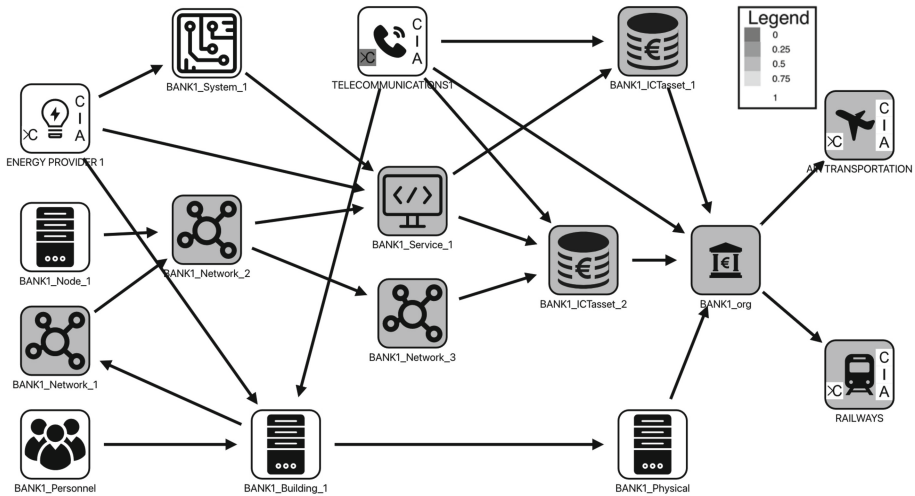 Legend
0
0.25
0.5
0.75
1
BANK1_System_1
C
I
A
C
TELECOMMUNICATIONS1
€
BANK1_ICTasset_1
C
I
A
C
ENERGY PROVIDER 1
C
I
A
C
AIR TRANSPORTATION
</>
BANK1_Service_1
BANK1_Node_1
BANK1_Network_2
€
BANK1_ICTasset_2
€
BANK1_org
BANK1_Network_1
BANK1_Network_3
C
I
A
C
RAILWAYS
BANK1_Personnel
BANK1_Building_1
BANK1_Physical